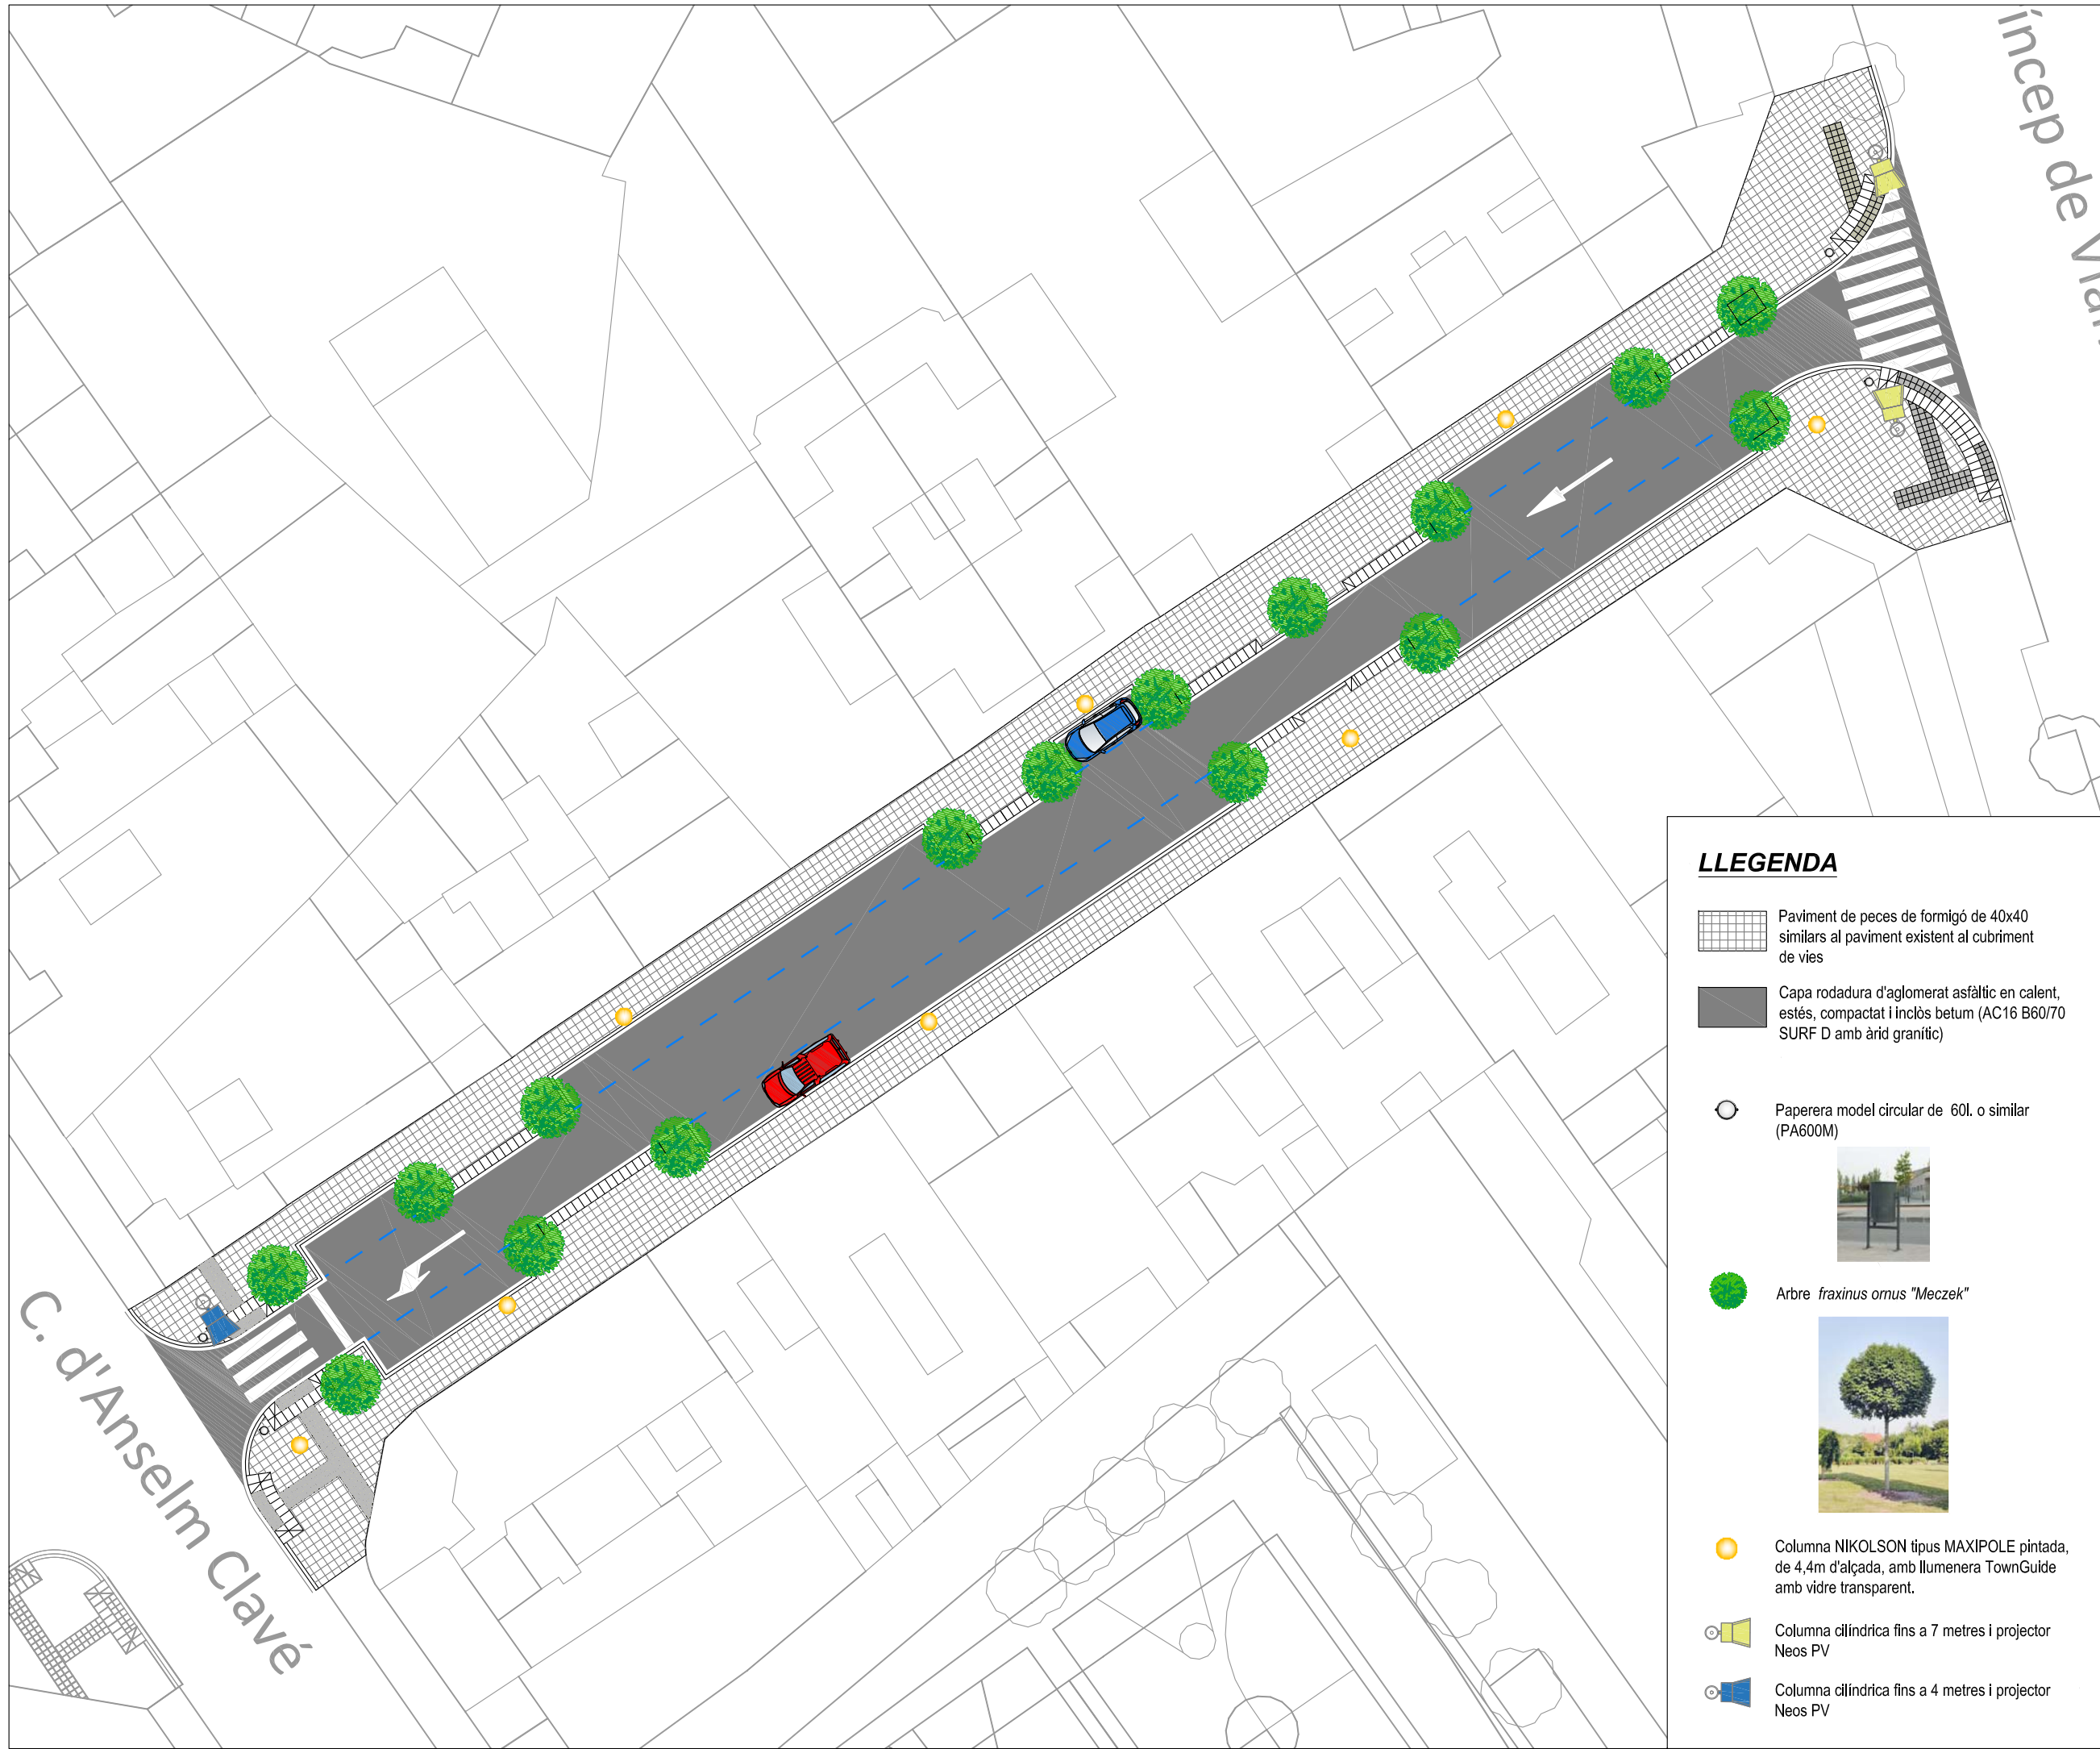 íncep de Viana
C. d'Anselm Clavé
LLEGENDA
Paviment de peces de formigó de 40x40
similars al paviment existent al cubriment
de vies
Capa rodadura d'aglomerat asfàltic en calent,
estés, compactat i inclòs betum (AC16 B60/70
SURF D amb àrid granític)
Paperera model circular de 60l. o similar
(PA600M)
Arbre fraxinus ornus "Meczek"
Columna NIKOLSON tipus MAXIPOLE pintada,
de 4,4m d'alçada, amb llumenera TownGuide
amb vidre transparent.
Columna cilíndrica fins a 7 metres i projector
Neos PV
Columna cilíndrica fins a 4 metres i projector
Neos PV